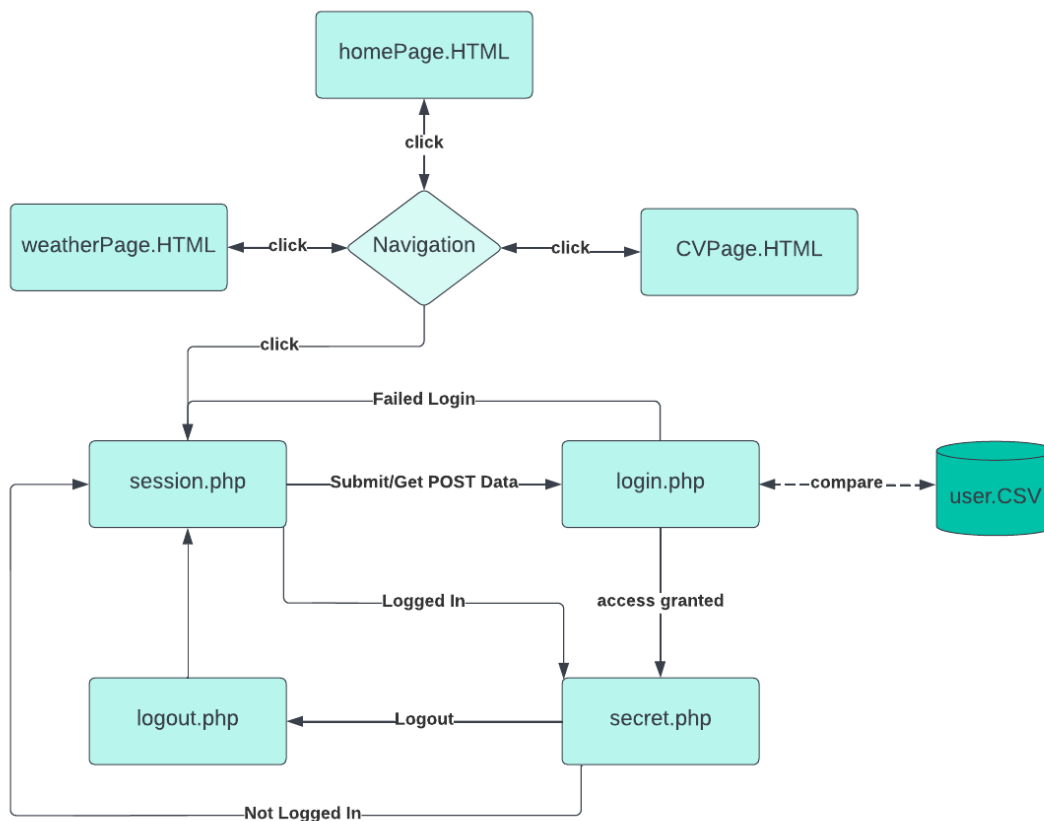 homePage.HTML
click
weatherPage.HTML
click
Navigation
click
CVPage.HTML
click
Failed Login
session.php
Submit/Get POST Data
login.php
compare
user.CSV
Logged In
access granted
logout.php
Logout
secret.php
Not Logged In